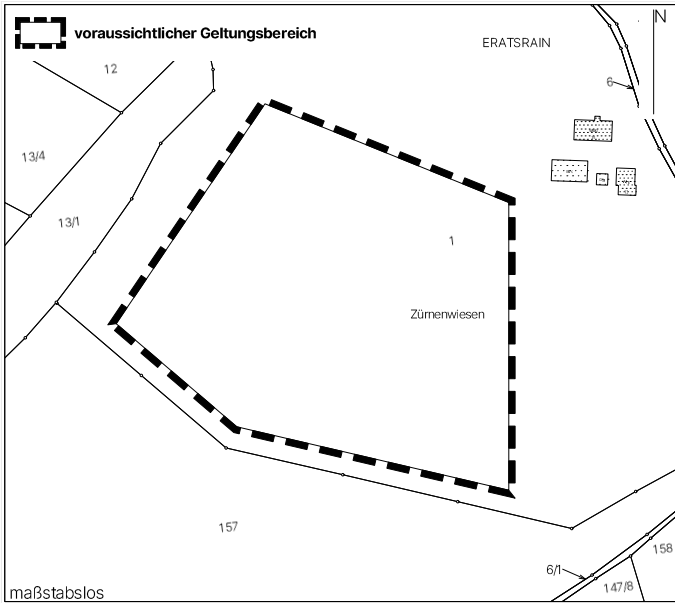 voraussichtlicher Geltungsbereich
N
ERATSRAIN
12
6
13/4
13/1
1
Zürnenwiesen
157
158
6/1
147/8
maßstabslos